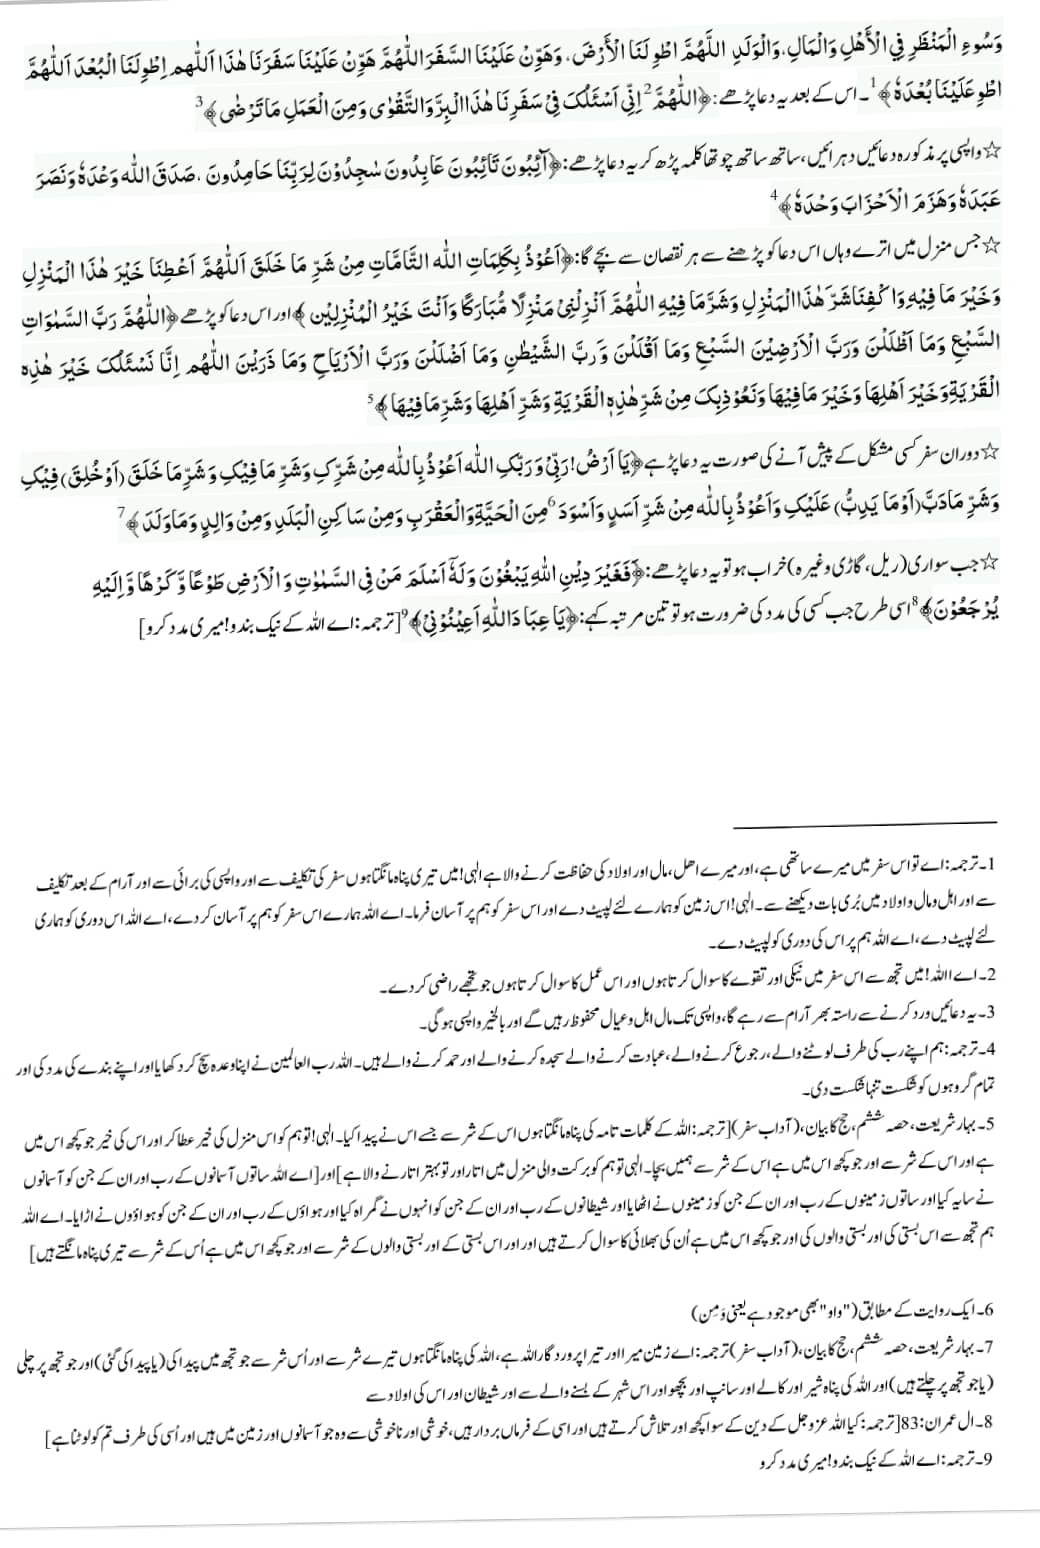 وَسُوءِ الْمَنْظَرِ فِي الْأَهْلِ وَالْمَالِ،وَالْوَلَدِ اللَّهُمَّ اطْوِلَنَا الْأَرْضَ، وَهَوِّنْ عَلَيْنَا السَّفَرَاللّٰهُمَّ هَوِّنْ عَلَيْنَا سَفَرَنَا هٰذَا اَللّٰهم اِطْوِلَنَا الْبُعْدَ اَللّٰهُمَّ
اطْوِ عَلَيْنَا بُعْدَهٗ﴾1۔ اس کے بعد یہ دعا پڑھے:﴿اللّٰهُمَّ2 اِنِّی اَسْئَلُکَ فِیْ سَفَرِنَا هٰذَا الْبِرَّ وَالتَّقْوٰی وَمِنَ الْعَمَلِ مَا تَرْضٰی﴾3
☆واپسی پر مذکورہ دعائیں دہرائیں، ساتھ ساتھ چوتھا کلمہ پڑھ کر یہ دعا پڑھے:﴿آئِبُونَ تَائِبُونَ عَابِدُونَ سٰجِدُوْنَ لِرَبِّنَا حَامِدُونَ ،صَدَقَ اللّٰه وَعْدَهٗ وَنَصَرَ
عَبَدَهٗ وَهَزَمَ الْاَحْزَابَ وَحْدَهٗ﴾4
☆جس منزل میں اترے وہاں اس دعا کو پڑھنے سے ہر نقصان سے بچے گا:﴿اَعُوْذُ بِکَلِمَاتِ اللّٰه التَّامَّاتِ مِنْ شَرِّ مَا خَلَقَ اَللّٰهُمَّ اَعْطِنَا خَیْرَ هٰذَا الْمَنْزِلِ
وَخَیْرَ مَا فِیْهِ وَاکْفِنَا شَرَّ هٰذَا الْمَنْزِلِ وَشَرَّ مَا فِیْهِ اللّٰهُمَّ اَنْزِلْنِیْ مَنْزِلًا مُّبَارَکًا وَّاَنْتَ خَیْرُ الْمُنْزِلِیْن﴾اور اس دعا کو پڑھے﴿اللّٰهُمَّ رَبَّ السَّمٰوَاتِ
السَّبْعِ وَمَا اَظْلَلْنَ وَرَبَّ الْاَرْضِیْنَ السَّبْعِ وَمَا اَقْلَلْنَ وَرَبَّ الشَّیْطٰنِ وَمَا اَضْلَلْنَ وَرَبَّ الْاَرْیَاحِ وَمَا ذَرَیْنَ اللّٰهُم اِنَّا نَسْئَلُکَ خَیْرَ هٰذِه
الْقَرْیَةِ وَخَیْرَ اَهْلِهَا وَخَیْرَ مَا فِیْهَا وَنَعُوْذِبِکَ مِنْ شَرِّ هٰذِهِ الْقَرْیَةِ وَشَرِّ اَهْلِهَا وَشَرِّ مَا فِیْهَا﴾5
☆دوران سفر کسی مشکل کے پیش آنے کی صورت یہ دعا پڑہے﴿یَا اَرْضُ! رَبِّیْ وَرَبُّکِ اللّٰه اَعُوْذُ بِاللّٰه مِنْ شَرِّکِ وَشَرِّ مَا فِیْکِ وَشَرِّ مَا خَلَقَ (اَوْ خُلِقَ) فِیْکِ
وَشَرِّ مَا دَبَّ(اَوْمَا یَدِبُّ) عَلَیْکِ وَاَعُوْذُ بِاللّٰه مِنْ شَرِّ اَسَدٍ وَاَسْوَدَ6 مِنَ الْحَیَّةِ وَالْعَقْرَبِ وَمِنْ سَاکِنِ الْبَلَدِ وَمِنْ وَالِدٍ وَمَا وَلَدَ﴾7
☆جب سواری (ریل، گاڑی وغیرہ) خراب ہو تو یہ دعا پڑھے:﴿فَغَیْرَ دِیْنِ اللّٰهِ یَبْغُوْنَ وَلَهٗٓ اَسْلَمَ مَنْ فِی السَّمٰوٰتِ وَ الْاَرْضِ طَوْعًا وَّ کَرْهًا وَّ اِلَیْهِ
یُرْجَعُوْنَ﴾8 اسی طرح جب کسی کی مدد کی ضرورت ہو تو تین مرتبہ کہے:﴿یَا عِبَادَاللّٰهِ اَعِیْنُوْنِیْ﴾9[ترجمہ: اے اللہ کے نیک بندو! میری مدد کرو]
1۔ ترجمہ: اے تو اس سفر میں میرے ساتھی ہے، اور میرے اھل، مال اور اولاد کی حفاظت کرنے والا ہے الٰہی! میں تیری پناہ مانگتا ہوں سفر کی تکلیف سے اور واپسی کی برائی سے اور آرام کے بعد تکلیف
سے اور اہل و مال و اولاد میں بُری بات دیکھنے سے۔ الٰہی! اس زمین کو ہمارے لئے لپیٹ دے اور اس سفر کو ہم پر آسان فرما۔ اے اللہ ہمارے اس سفر کو ہم پر آسان کر دے، اے اللہ اس دوری کو ہماری
لئے لپیٹ دے، اے اللہ ہم پر اس کی دوری کو لپیٹ دے۔
2۔ اے االلہ! میں تجھ سے اس سفر میں نیکی اور تقوے کا سوال کرتا ہوں اور اس عمل کا سوال کرتا ہوں جو تجھے راضی کر دے۔
3۔ یہ دعائیں ورد کرنے سے راستہ بھر آرام سے رہے گا، واپسی تک مال اہل و عیال محفوظ رہیں گے اور بالخیر واپسی ہو گی۔
4۔ ترجمہ: ہم اپنے رب کی طرف لوٹنے والے، رجوع کرنے والے، عبادت کرنے والے سجدہ کرنے والے اور حمد کرنے والے ہیں۔ اللہ رب العالمین نے اپنا وعدہ سچ کر دکھایا اور اپنے بندے کی مدد کی اور
تمام گروہوں کو شکست تنہا شکست دی۔
5۔ بہار شریعت، حصہ ششم، حج کا بیان، (آداب سفر) [ترجمہ: اللہ کے کلمات تامہ کی پناہ مانگتا ہوں اس کے شر سے جسے اس نے پیدا کیا۔ الٰہی! تو ہم کو اس منزل کی خیر عطا کر اور اس کی خیر جو کچھ اس میں
ہے اور اس کے شر سے اور جو کچھ اس میں ہے اس کے شر سے ہمیں بچا۔ الٰہی تو ہم کو برکت والی منزل میں اتار اور تو بہتر اتارنے والا ہے] اور [اے اللہ ساتوں آسمانوں کے رب اور ان کے جن کو آسمانوں
نے سایہ کیا اور ساتوں زمینوں کے رب اور ان کے جن کو زمینوں نے اٹھایا اور شیطانوں کے رب اور ان کے جن کو انہوں نے گمراہ کیا اور ہواؤں کے رب اور ان کے جن کو ہواؤں نے اڑایا۔ اے اللہ
ہم تجھ سے اس بستی کی اور بستی والوں کی اور جو کچھ اس میں ہے اُن کی بھلائی کا سوال کرتے ہیں اور اور اس بستی کے اور بستی والوں کے شر سے اور جو کچھ اس میں ہے اُس کے شر سے تیری پناہ مانگتے ہیں]
6۔ ایک روایت کے مطابق ("واو" بھی موجود ہے یعنی وَمِن)
7۔ بہار شریعت، حصہ ششم، حج کا بیان، (آداب سفر) ترجمہ: اے زمین میرا اور تیرا پروردگار اللہ ہے، اللہ کی پناہ مانگتا ہوں تیرے شر سے اور اُس شر سے جو تجھ میں پیدا کی (یا پیدا کی گئی) اور جو تجھ پر چلی
(یا جو تجھ پر چلتے ہیں) اور اللہ کی پناہ شیر اور کالے اور سانپ اور بچھو اور اس شہر کے بسنے والے سے اور شیطان اور اس کی اولاد سے
8۔ ال عمران: 83[ترجمہ: کیا اللہ عزوجل کے دین کے سوا کچھ اور تلاش کرتے ہیں اور اسی کے فرماں بردار ہیں، خوشی اور ناخوشی سے وہ جو آسمانوں اور زمین میں ہیں اور اُسی کی طرف تم کو لوٹنا ہے]
9۔ ترجمہ: اے اللہ کے نیک بندو! میری مدد کرو